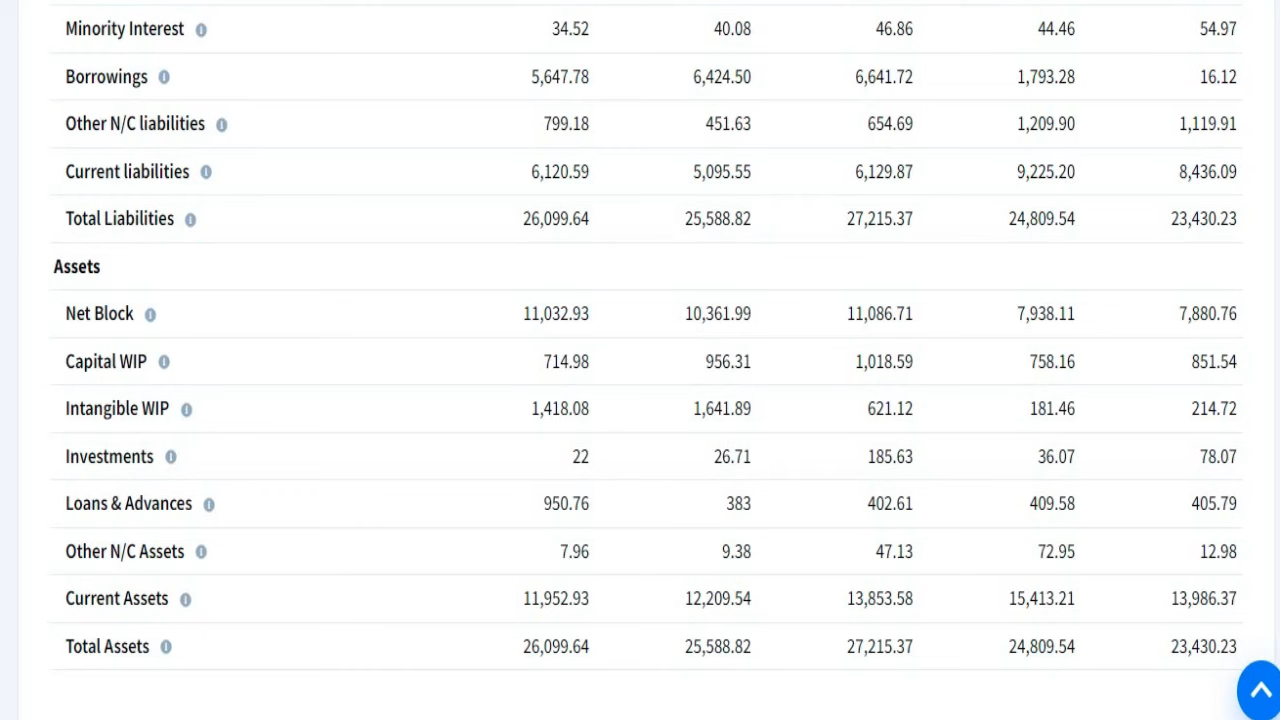 Minority Interest 34.52 40.08 46.86 44.46 54.97
Borrowings 5,647.78 6,424.50 6,641.72 1,793.28 16.12
Other N/C liabilities 799.18 451.63 654.69 1,209.90 1,119.91
Current liabilities 6,120.59 5,095.55 6,129.87 9,225.20 8,436.09
Total Liabilities 26,099.64 25,588.82 27,215.37 24,809.54 23,430.23
Assets
Net Block 11,032.93 10,361.99 11,086.71 7,938.11 7,880.76
Capital WIP 714.98 956.31 1,018.59 758.16 851.54
Intangible WIP 1,418.08 1,641.89 621.12 181.46 214.72
Investments 22 26.71 185.63 36.07 78.07
Loans & Advances 950.76 383 402.61 409.58 405.79
Other N/C Assets 7.96 9.38 47.13 72.95 12.98
Current Assets 11,952.93 12,209.54 13,853.58 15,413.21 13,986.37
Total Assets 26,099.64 25,588.82 27,215.37 24,809.54 23,430.23